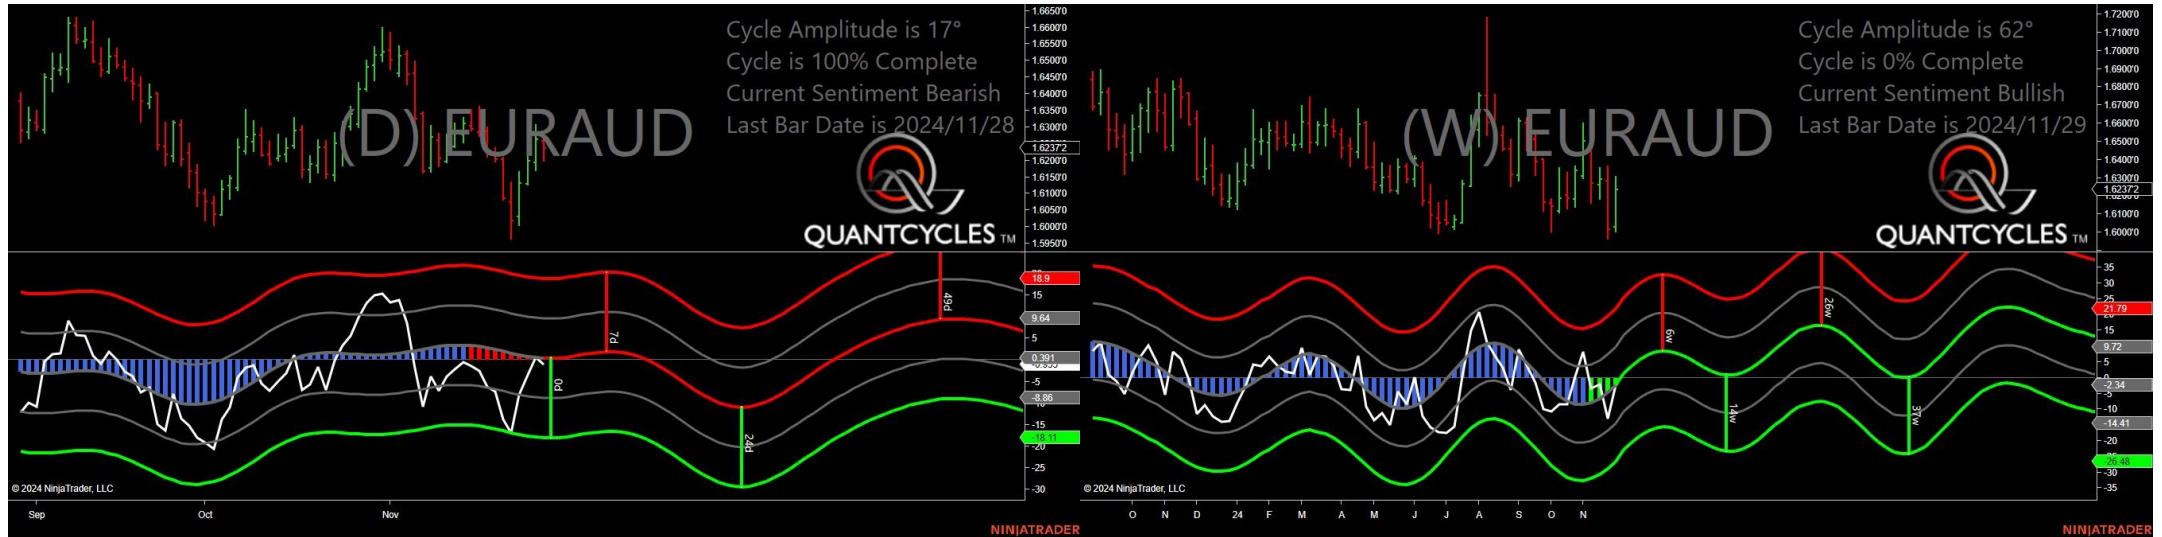 Cycle Amplitude is 17°
Cycle is 100% Complete
Current Sentiment Bearish
Last Bar Date is 2024/11/28
(D) EURAUD
QUANTCYCLES TM
1.6650'0
1.6600'0
1.6550'0
1.6500'0
1.6450'0
1.6400'0
1.6350'0
1.6300'0
1.6237'2
1.6200'0
1.6150'0
1.6100'0
1.6050'0
1.6000'0
1.5950'0
18.9
15
9.64
5
0.391
-5
-8.86
-18.11
-20
-25
-30
7d
0d
24d
49d
© 2024 NinjaTrader, LLC
Sep Oct Nov
NINJATRADER
Cycle Amplitude is 62°
Cycle is 0% Complete
Current Sentiment Bullish
Last Bar Date is 2024/11/29
(W) EURAUD
QUANTCYCLES TM
1.7200'0
1.7100'0
1.7000'0
1.6900'0
1.6800'0
1.6700'0
1.6600'0
1.6500'0
1.6400'0
1.6300'0
1.6237'2
1.6100'0
1.6000'0
35
30
25
21.79
15
9.72
5
-2.34
-5
-10
-14.41
-20
-26.48
-30
-35
6w
14w
26w
37w
© 2024 NinjaTrader, LLC
O N D 24 F M A M J J A S O N
NINJATRADER